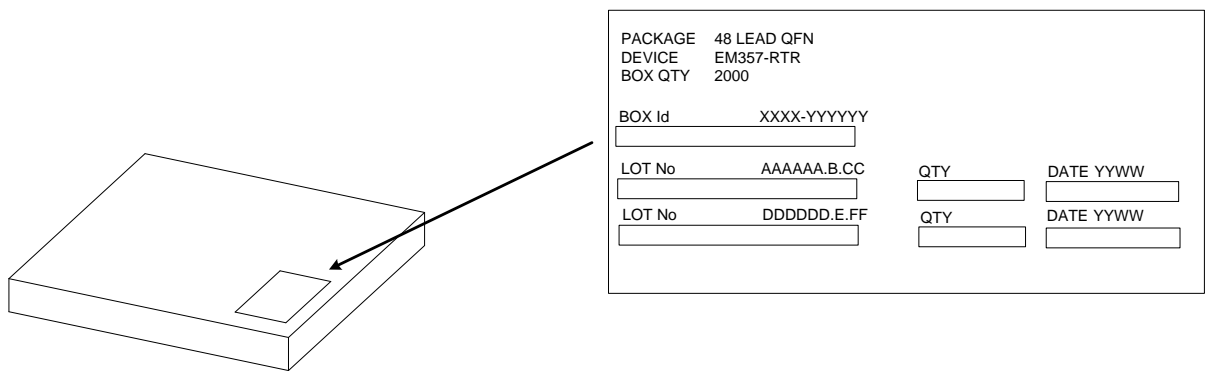 PACKAGE 48 LEAD QFN
DEVICE EM357-RTR
BOX QTY 2000
BOX Id XXXX-YYYYYY
LOT No AAAAAA.B.CC QTY DATE YYWW
LOT No DDDDDD.E.FF QTY DATE YYWW